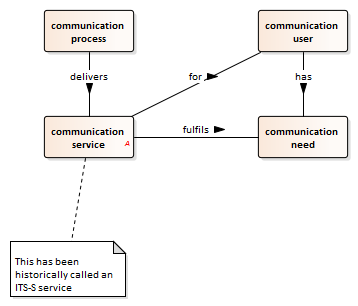 communication
process
communication
user
delivers
for
has
communication
service
A
fulfils
communication
need
This has been
historically called an
ITS-S service